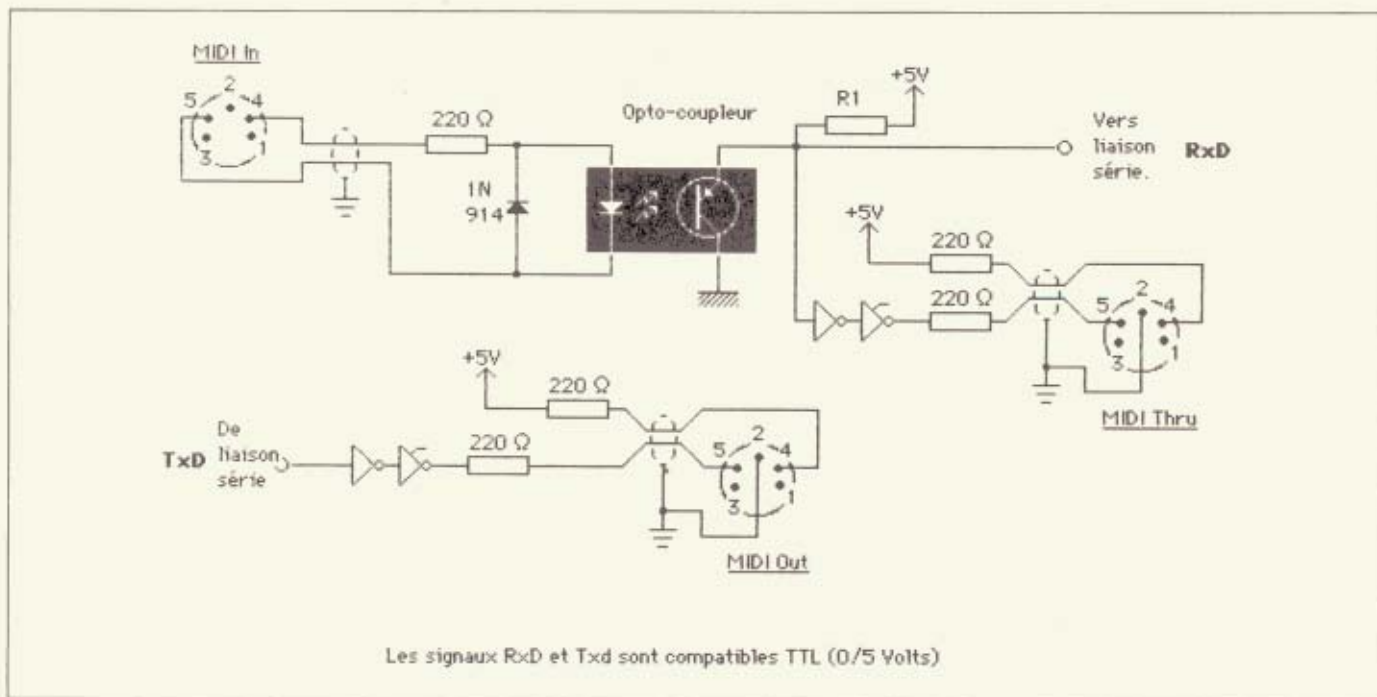 MIDI In
2
5
4
3
1
220 Ω
1N
914
Opto-coupleur
R1
+5V
Vers
liaison
série.
RxD
+5V
220 Ω
220 Ω
2
5
4
3
1
MIDI Thru
+5V
220 Ω
TxD
De
liaison
série
220 Ω
2
5
4
3
1
MIDI Out
Les signaux RxD et Txd sont compatibles TTL (0/5 Volts)